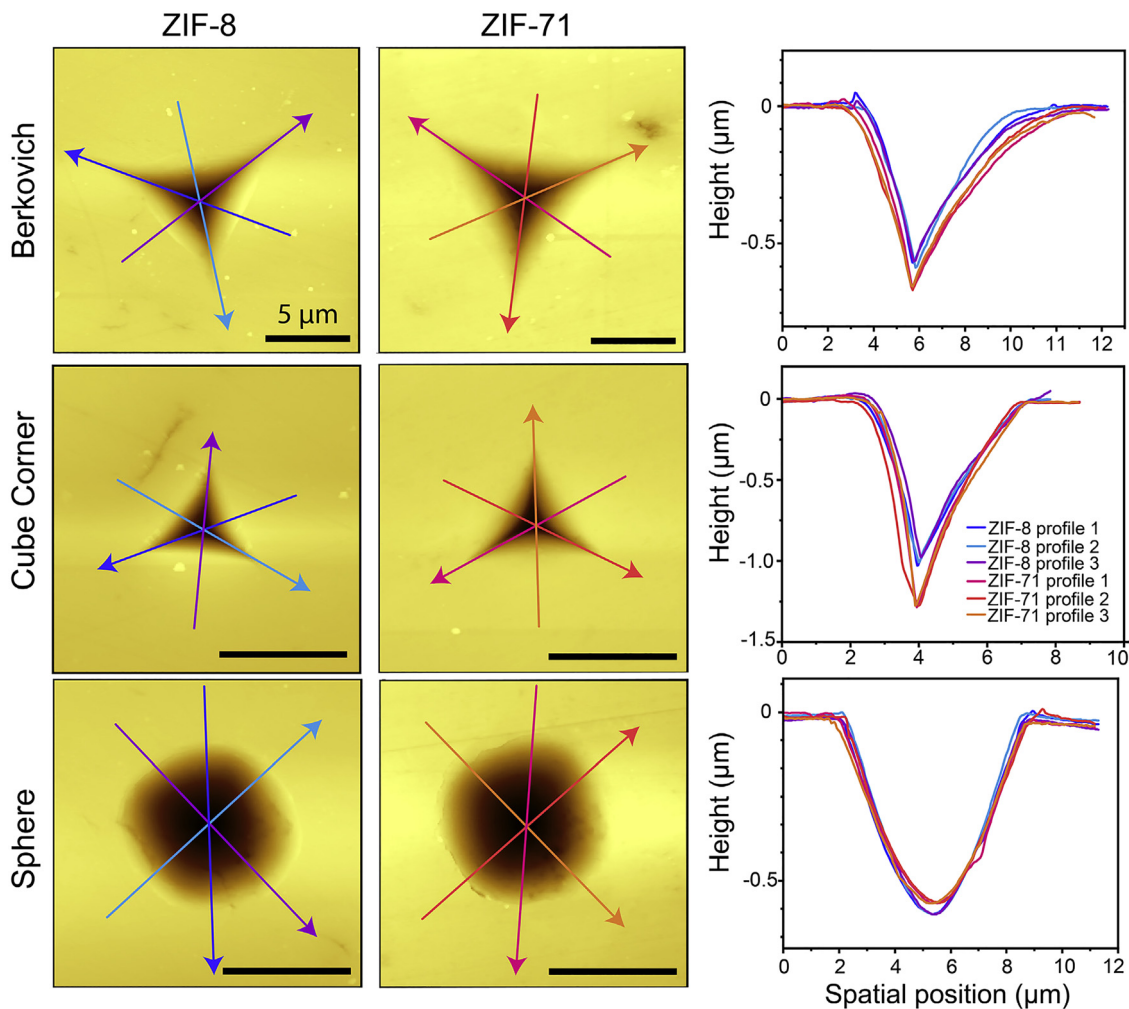 ZIF-8
ZIF-71
Berkovich
5 µm
Height (µm)
0
-0.5
0 2 4 6 8 10 11 12
Cube Corner
Height (µm)
0
-0.5
-1.0
-1.5
ZIF-8 profile 1
ZIF-8 profile 2
ZIF-8 profile 3
ZIF-71 profile 1
ZIF-71 profile 2
ZIF-71 profile 3
0 2 4 6 8 10
Sphere
Height (µm)
0
-0.5
0 2 4 6 8 9 10 12
Spatial position (µm)